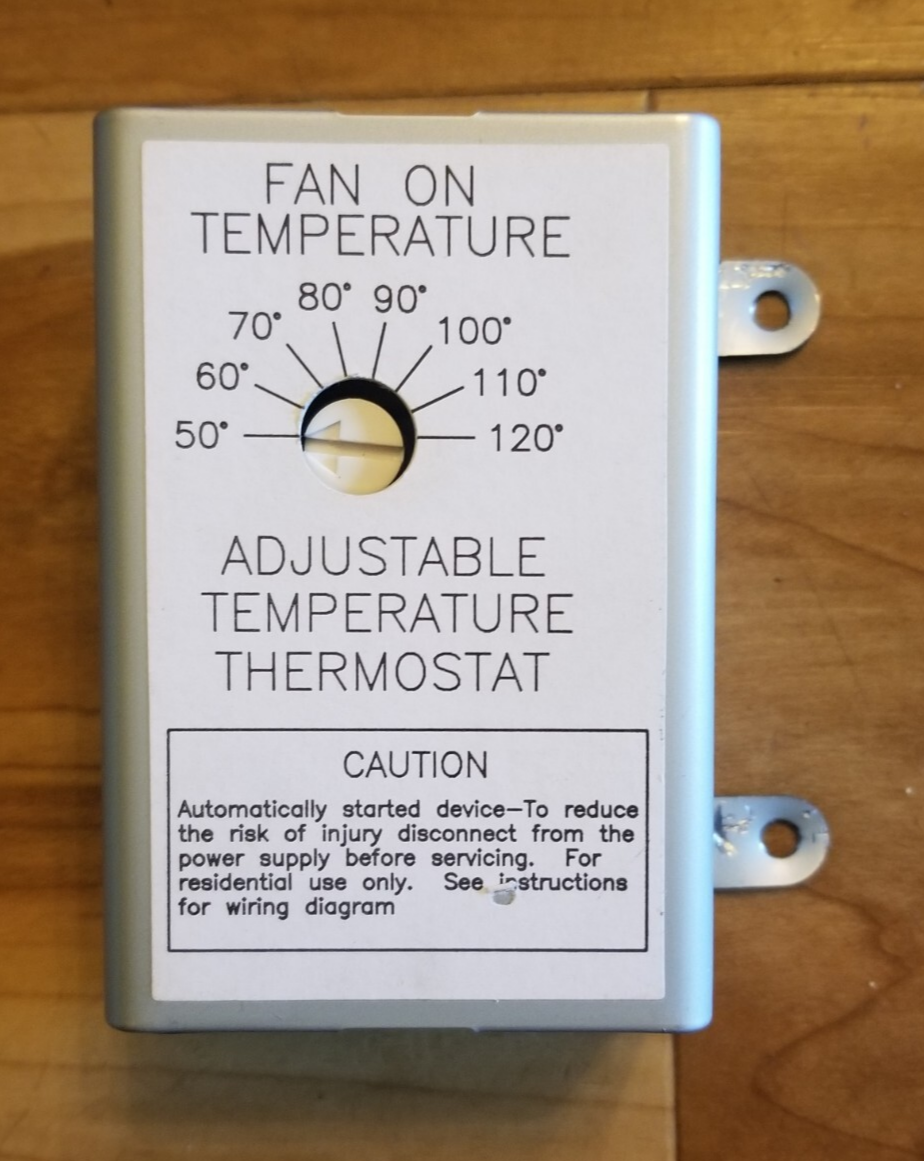 FAN ON
TEMPERATURE
80° 90°
70° 100°
60° 110°
50° 120°
ADJUSTABLE
TEMPERATURE
THERMOSTAT
CAUTION
Automatically started device-To reduce
the risk of injury disconnect from the
power supply before servicing. For
residential use only. See instructions
for wiring diagram